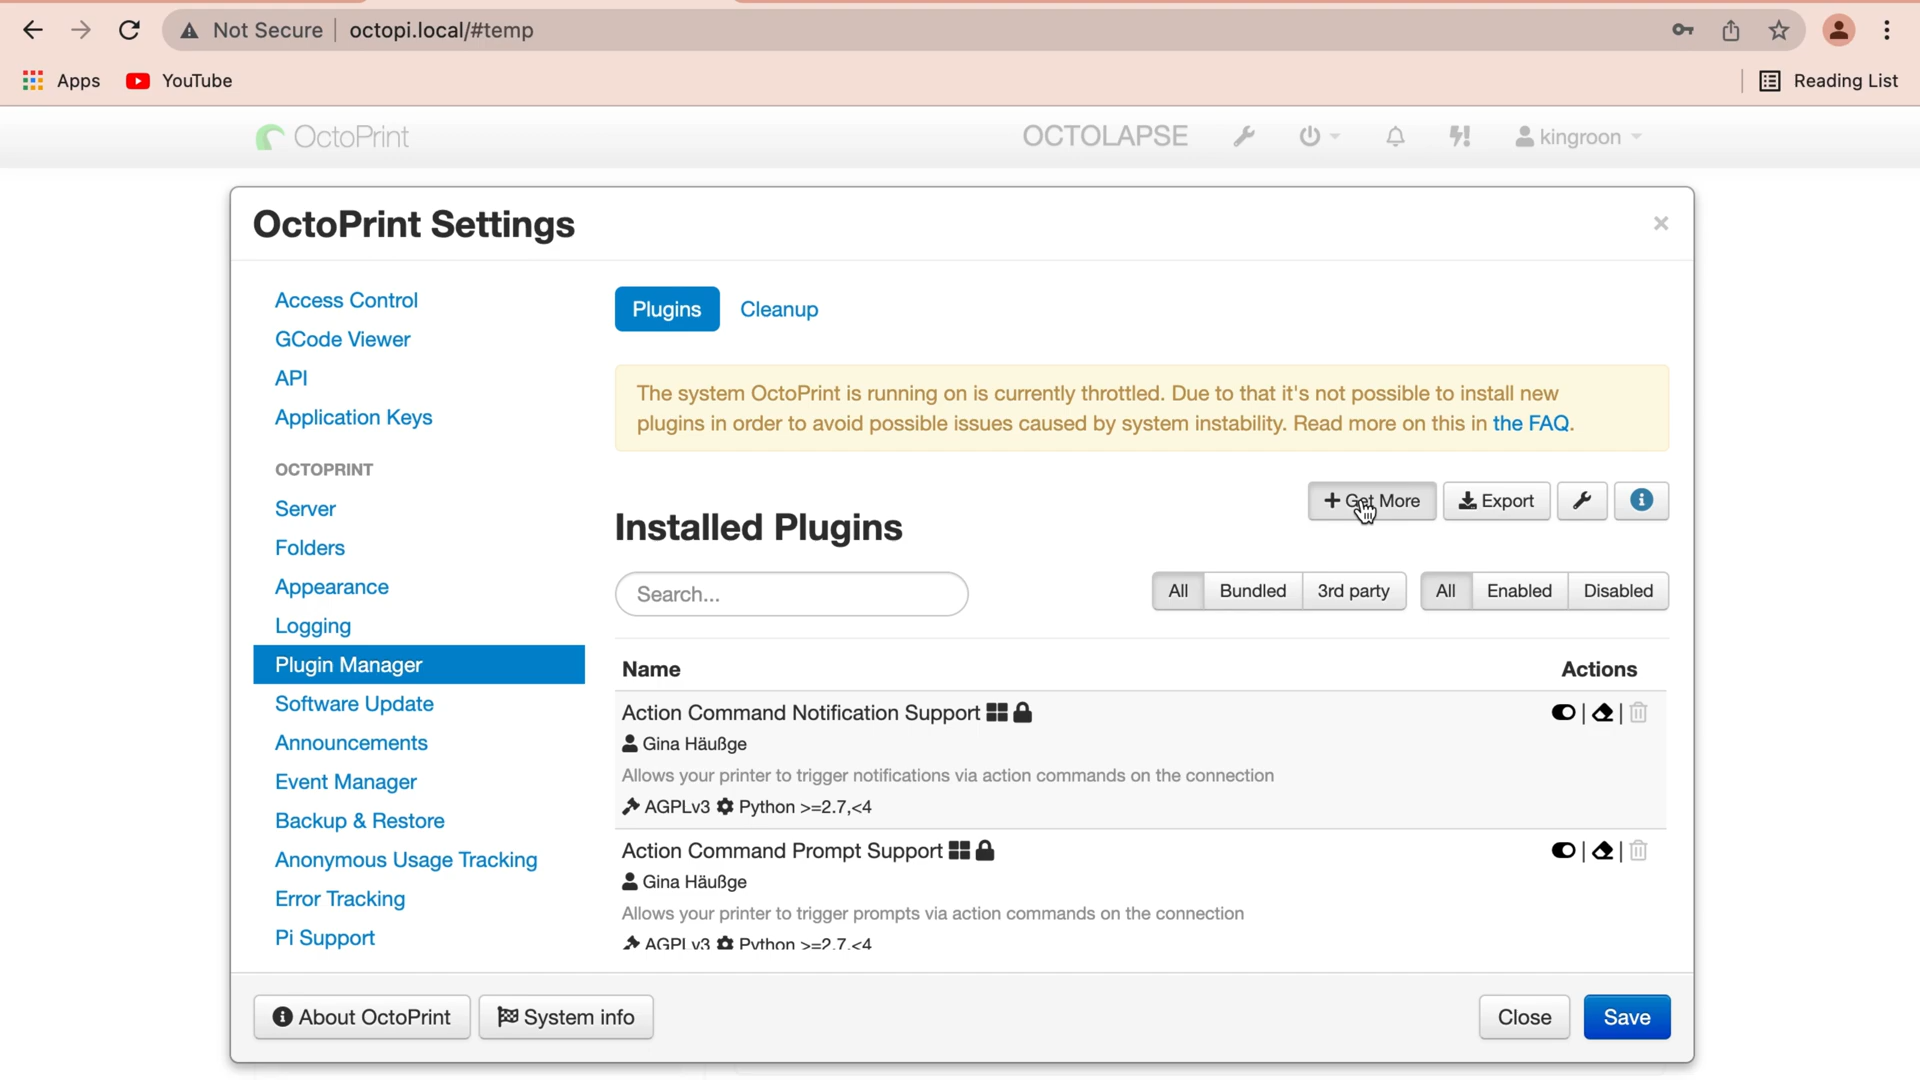 Not Secure octopi.local/#temp
Apps YouTube Reading List
OctoPrint OCTOLAPSE kingroon
OctoPrint Settings ×
Access Control
GCode Viewer
API
Application Keys
OCTOPRINT
Server
Folders
Appearance
Logging
Plugin Manager
Software Update
Announcements
Event Manager
Backup & Restore
Anonymous Usage Tracking
Error Tracking
Pi Support
Plugins Cleanup
The system OctoPrint is running on is currently throttled. Due to that it's not possible to install new
plugins in order to avoid possible issues caused by system instability. Read more on this in the FAQ.
+ Get More Export
Installed Plugins
Search... All Bundled 3rd party All Enabled Disabled
Name Actions
Action Command Notification Support
Gina Häußge
Allows your printer to trigger notifications via action commands on the connection
AGPLv3 Python >=2.7,<4
Action Command Prompt Support
Gina Häußge
Allows your printer to trigger prompts via action commands on the connection
AGPLv3 Python >=2.7,<4
About OctoPrint System info Close Save